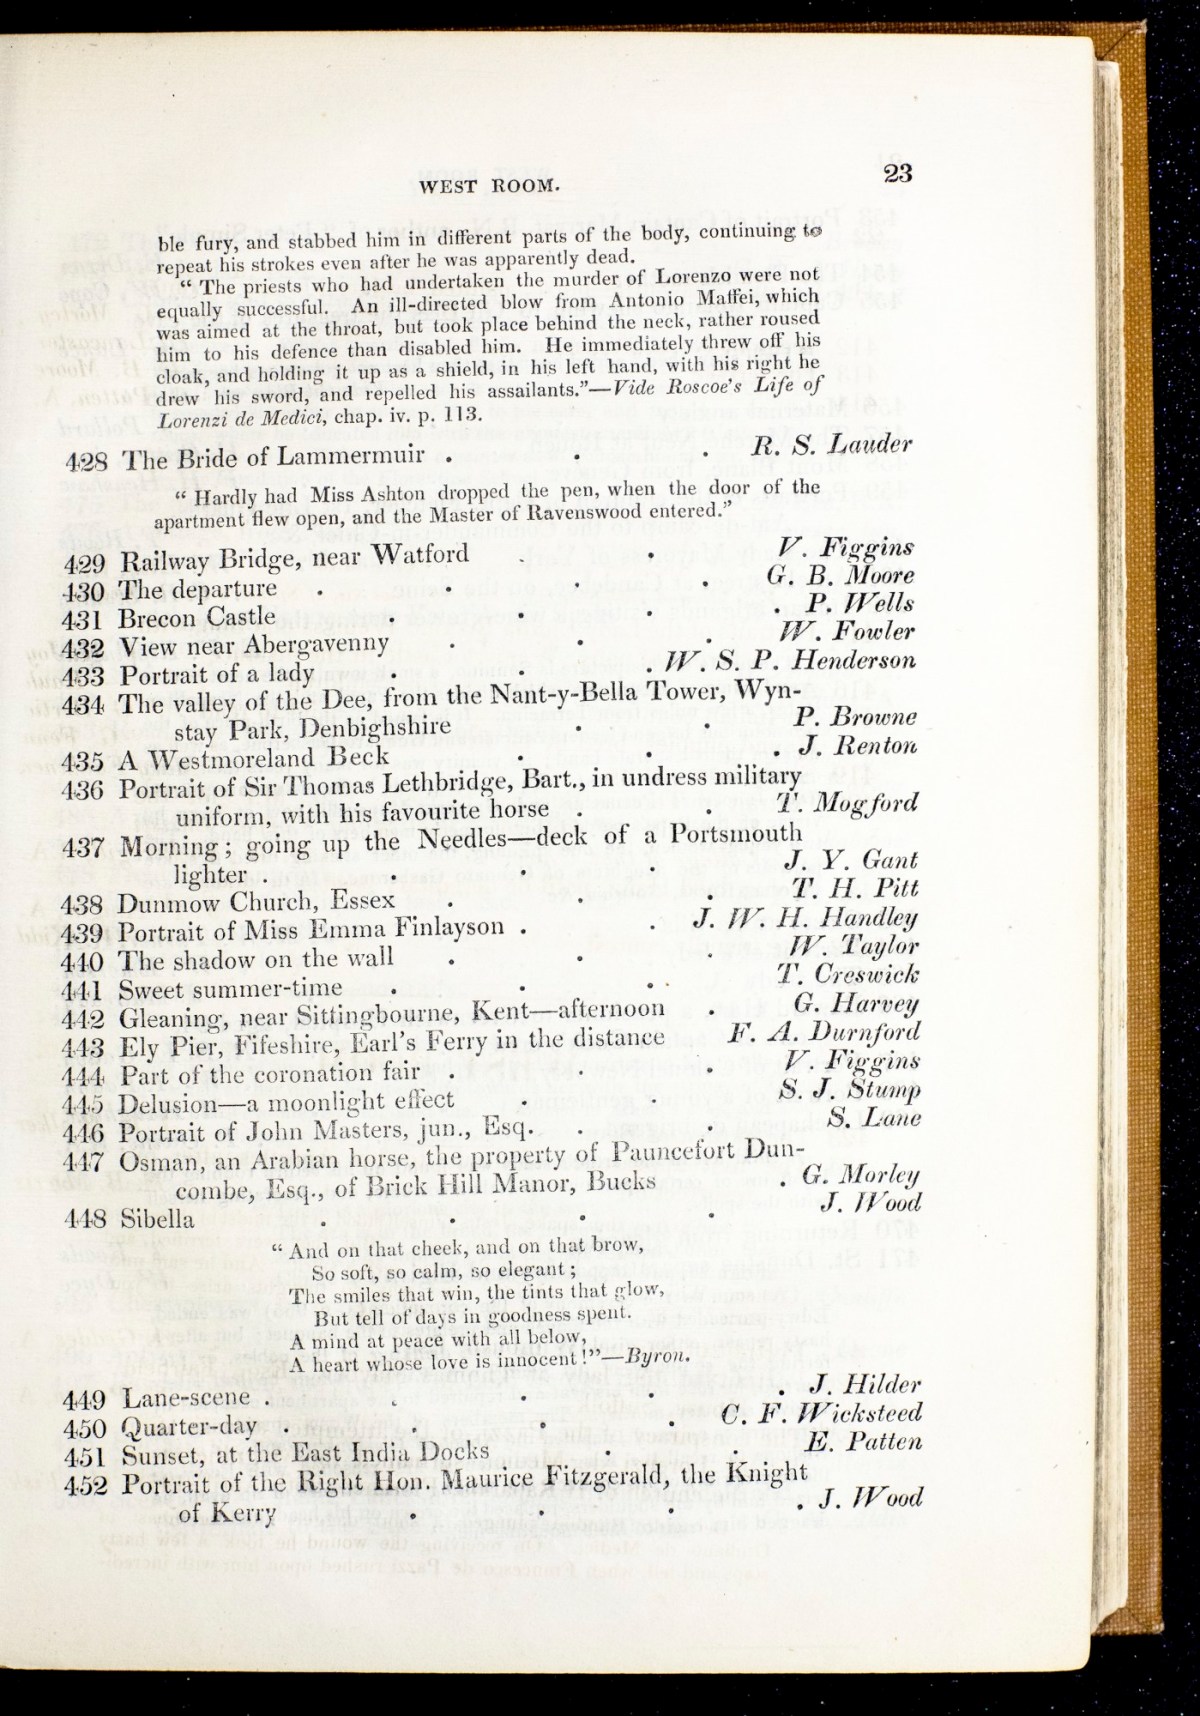 WEST ROOM. 23
ble fury, and stabbed him in different parts of the body, continuing to
repeat his strokes even after he was apparently dead.
“ The priests who had undertaken the murder of Lorenzo were not
equally successful. An ill-directed blow from Antonio Maffei, which
was aimed at the throat, but took place behind the neck, rather roused
him to his defence than disabled him. He immediately threw off his
cloak, and holding it up as a shield, in his left hand, with his right he
drew his sword, and repelled his assailants.”—Vide Roscoe's Life of
Lorenzi de Medici, chap. iv. p. 113.
428 The Bride of Lammermuir . . . R. S. Lauder
“ Hardly had Miss Ashton dropped the pen, when the door of the
apartment flew open, and the Master of Ravenswood entered.”
429 Railway Bridge, near Watford . V. Figgins
430 The departure . . . . G. B. Moore
431 Brecon Castle . . . . P. Wells
432 View near Abergavenny . . . W. Fowler
433 Portrait of a lady . . . W. S. P. Henderson
434 The valley of the Dee, from the Nant-y-Bella Tower, Wyn-
stay Park, Denbighshire . . P. Browne
435 A Westmoreland Beck . . . J. Renton
436 Portrait of Sir Thomas Lethbridge, Bart., in undress military
uniform, with his favourite horse . . T. Mogford
437 Morning; going up the Needles—deck of a Portsmouth
lighter . . . . J. Y. Gant
438 Dunmow Church, Essex . . . T. H. Pitt
439 Portrait of Miss Emma Finlayson . . J. W. H. Handley
440 The shadow on the wall . . . W. Taylor
441 Sweet summer-time . . . T. Creswick
442 Gleaning, near Sittingbourne, Kent—afternoon . G. Harvey
443 Ely Pier, Fifeshire, Earl's Ferry in the distance F. A. Durnford
444 Part of the coronation fair . . . V. Figgins
445 Delusion—a moonlight effect . . S. J. Stump
446 Portrait of John Masters, jun., Esq. . . S. Lane
447 Osman, an Arabian horse, the property of Pauncefort Dun-
combe, Esq., of Brick Hill Manor, Bucks . G. Morley
448 Sibella . . . . J. Wood
“ And on that cheek, and on that brow,
So soft, so calm, so elegant;
The smiles that win, the tints that glow,
But tell of days in goodness spent.
A mind at peace with all below,
A heart whose love is innocent!”—Byron.
449 Lane-scene . . . . . J. Hilder
450 Quarter-day . . . . C. F. Wicksteed
451 Sunset, at the East India Docks . . E. Patten
452 Portrait of the Right Hon. Maurice Fitzgerald, the Knight
of Kerry . . . . J. Wood